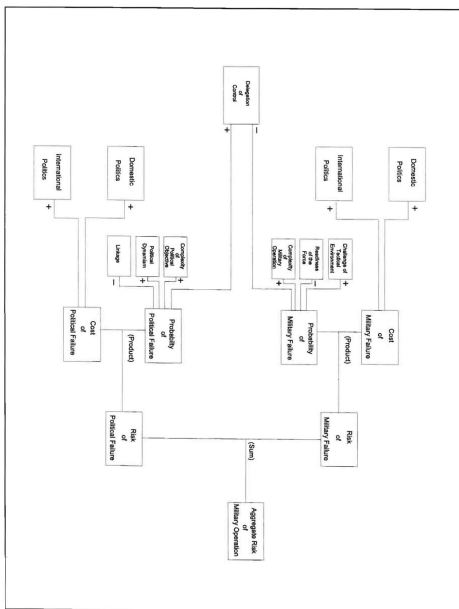 Domestic
Politics
+
International
Politics
+
Cost
of
Military Failure
Challenge of
Tactical
Environment
+
Readiness
of the
Force
−
Complexity
of
Military
Operation
+
(Product)
Probability
of
Military Failure
Risk
of
Military Failure
Delegation
of
Control
−
+
(Sum)
Aggregate Risk
of
Military Operation
Complexity
of
Political
Objective
+
Political
Dynamism
+
Linkage
−
Probabilty
of
Political Failure
(Product)
Risk
of
Political Failure
Domestic
Politics
+
International
Politics
+
Cost
of
Political Failure